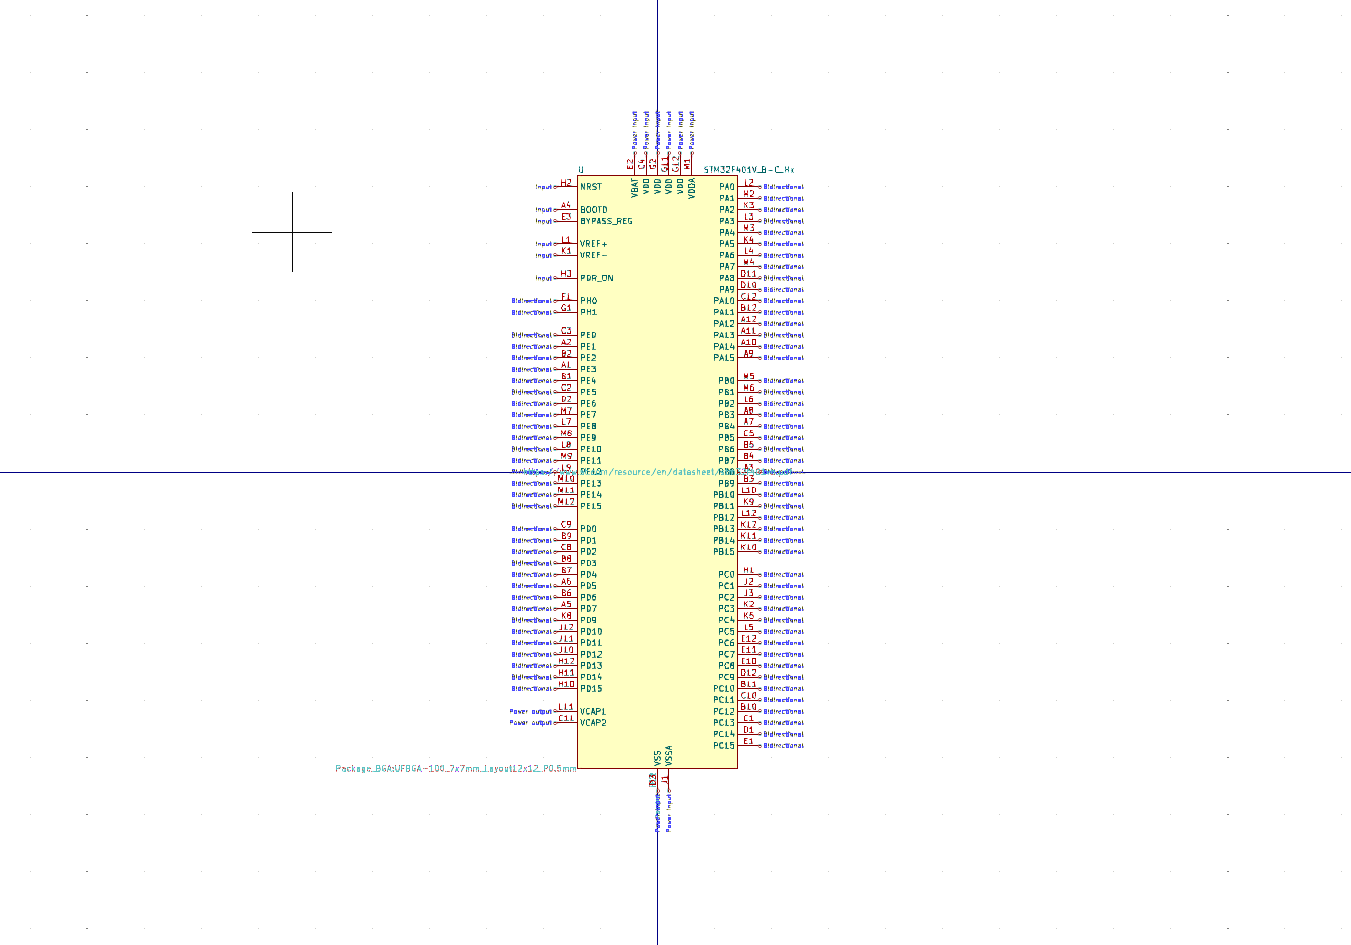 Power input Power input Power input Power input Power input Power input
E2 C4 G2 G11 G12 M1
U STM32F401V_B-C_Hx
VBAT VDD VDD VDD VDD VDDA
Input H2 NRST PA0 L2 Bidirectional
PA1 M2 Bidirectional
Input A4 BOOT0 PA2 K3 Bidirectional
Input E3 BYPASS_REG PA3 L3 Bidirectional
PA4 M3 Bidirectional
Input L1 VREF+ PA5 K4 Bidirectional
Input K1 VREF- PA6 L4 Bidirectional
PA7 M4 Bidirectional
Input H3 PDR_ON PA8 D11 Bidirectional
PA9 D10 Bidirectional
Bidirectional F1 PH0 PA10 C12 Bidirectional
Bidirectional G1 PH1 PA11 B12 Bidirectional
PA12 A12 Bidirectional
Bidirectional C3 PE0 PA13 A11 Bidirectional
Bidirectional A2 PE1 PA14 A10 Bidirectional
Bidirectional B2 PE2 PA15 A9 Bidirectional
Bidirectional A1 PE3
Bidirectional B1 PE4 PB0 M5 Bidirectional
Bidirectional C2 PE5 PB1 M6 Bidirectional
Bidirectional D2 PE6 PB2 L6 Bidirectional
Bidirectional M7 PE7 PB3 A8 Bidirectional
Bidirectional L7 PE8 PB4 A7 Bidirectional
Bidirectional M8 PE9 PB5 C5 Bidirectional
Bidirectional L8 PE10 PB6 B5 Bidirectional
Bidirectional M9 PE11 PB7 B4 Bidirectional
L9 PE12 /resource/en/datasheet/ A3
Bidirectional M10 PE13 PB9 B3 Bidirectional
Bidirectional M11 PE14 PB10 L10 Bidirectional
Bidirectional M12 PE15 PB11 K9 Bidirectional
PB12 L12 Bidirectional
Bidirectional C9 PD0 PB13 K12 Bidirectional
Bidirectional B9 PD1 PB14 K11 Bidirectional
Bidirectional C8 PD2 PB15 K10 Bidirectional
Bidirectional B8 PD3
Bidirectional B7 PD4 PC0 H1 Bidirectional
Bidirectional A6 PD5 PC1 J2 Bidirectional
Bidirectional B6 PD6 PC2 J3 Bidirectional
Bidirectional A5 PD7 PC3 K2 Bidirectional
Bidirectional K8 PD9 PC4 K5 Bidirectional
Bidirectional J12 PD10 PC5 L5 Bidirectional
Bidirectional J11 PD11 PC6 E12 Bidirectional
Bidirectional J10 PD12 PC7 E11 Bidirectional
Bidirectional H12 PD13 PC8 E10 Bidirectional
Bidirectional H11 PD14 PC9 D12 Bidirectional
Bidirectional H10 PD15 PC10 B11 Bidirectional
PC11 C10 Bidirectional
Power output L11 VCAP1 PC12 B10 Bidirectional
Power output C11 VCAP2 PC13 C1 Bidirectional
PC14 D1 Bidirectional
PC15 E1 Bidirectional
VSS VSSA
Package_BGA:UFBGA-100_7x7mm_Layout12x12_P0.5mm
D3 J1
Power input